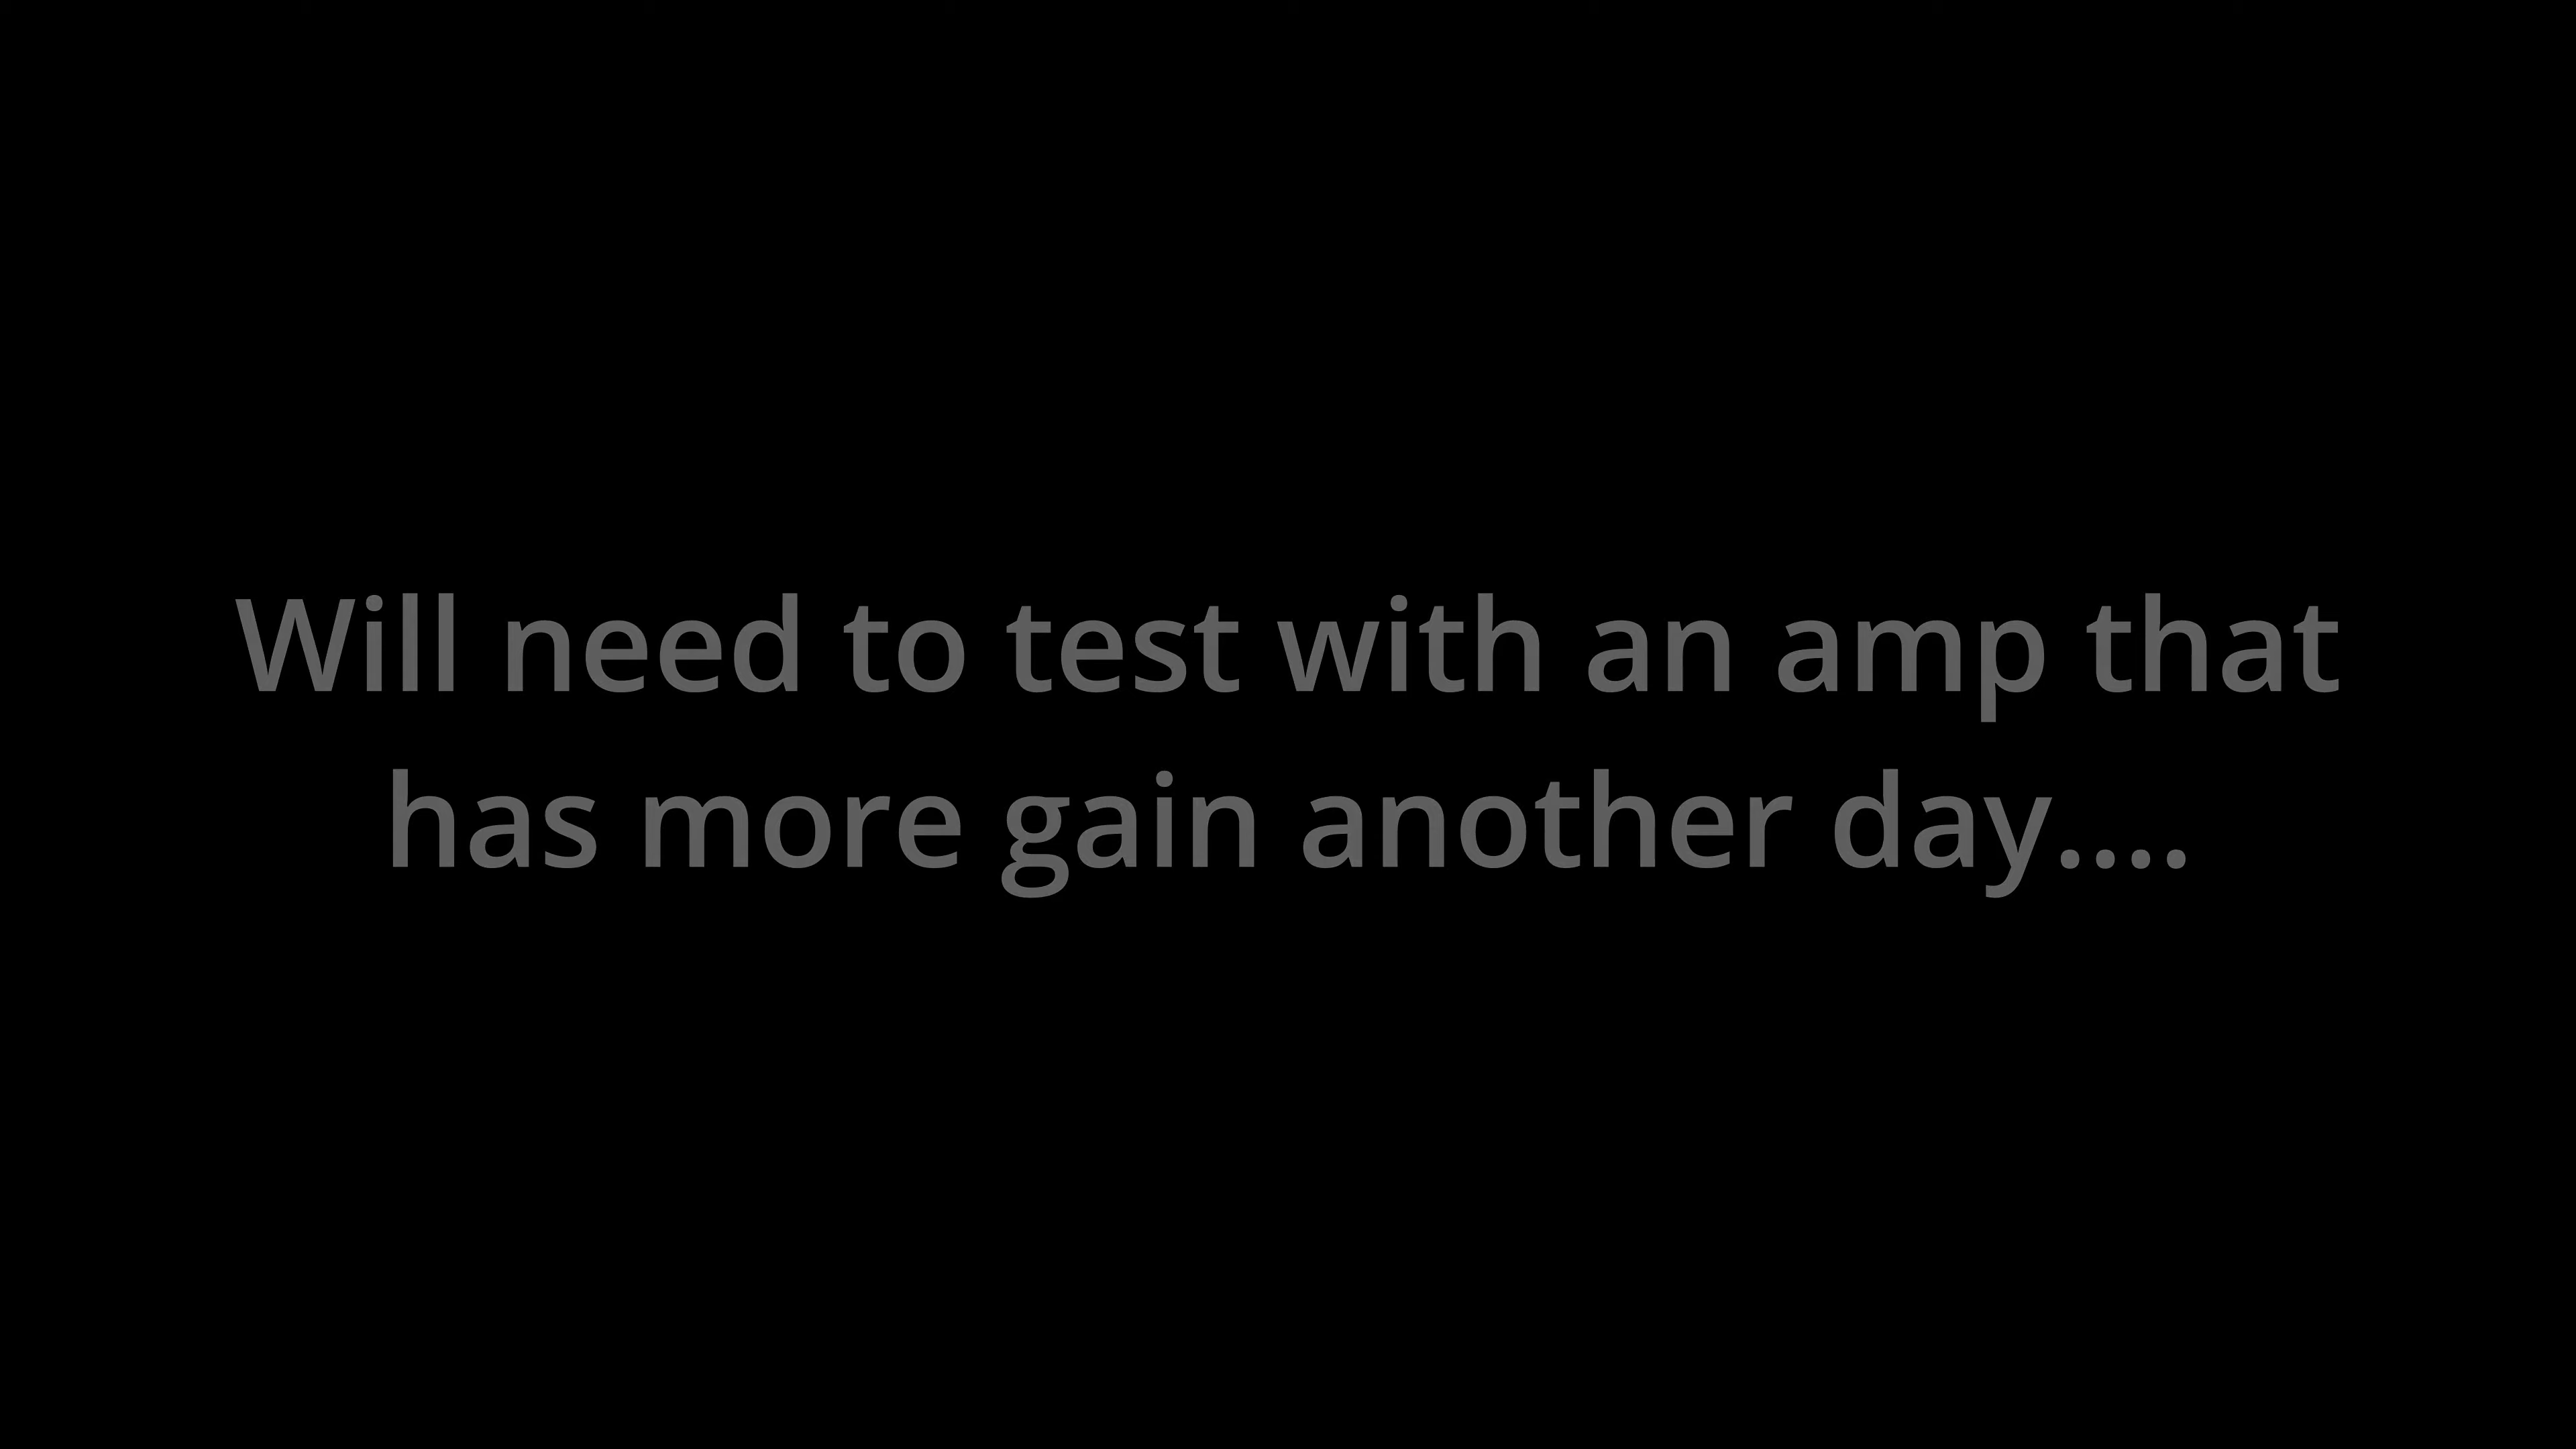 Will need to test with an amp that
has more gain another day....